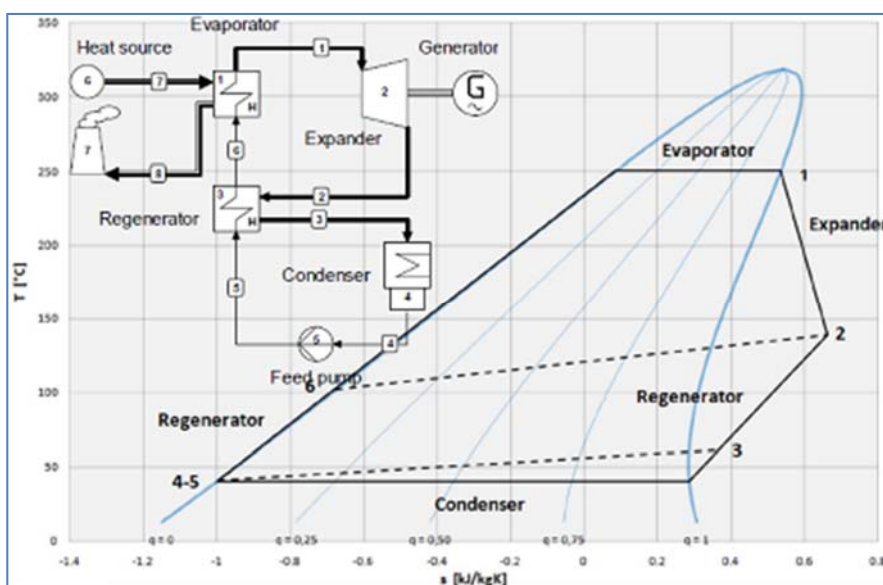 350
300
250
200
150
100
50
0
T [°C]
-1.4
-1.2
-1
-0.8
-0.6
-0.4
-0.2
0
0.2
0.4
0.6
0.8
s [kJ/kgK]
Evaporator
Heat source
Generator
1
6
7
1
H
2
G
~
7
8
6
Expander
Regenerator
3
H
2
3
Condenser
4
5
5
4
Feed pump
Evaporator
1
Expander
2
6
Regenerator
Regenerator
3
4-5
Condenser
q = 0
q = 0,25
q = 0,50
q = 0,75
q = 1